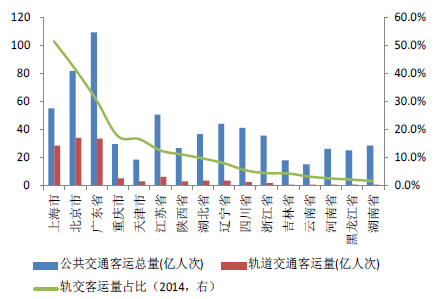 120
100
80
60
40
20
0
60.0%
50.0%
40.0%
30.0%
20.0%
10.0%
0.0%
上海市
北京市
广东省
重庆市
天津市
江苏省
陕西省
湖北省
辽宁省
四川省
浙江省
吉林省
云南省
河南省
黑龙江省
湖南省
公共交通客运总量(亿人次)
轨道交通客运量(亿人次)
轨交客运量占比（2014，右）